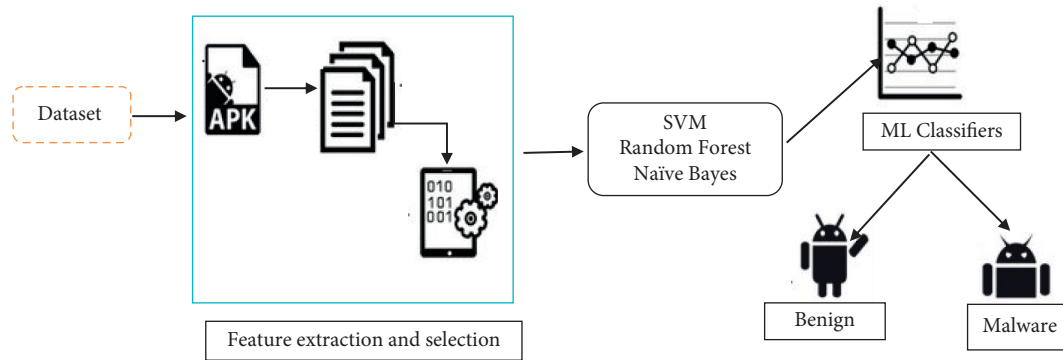 Dataset
APK
010
101
001
Feature extraction and selection
SVM
Random Forest
Naïve Bayes
ML Classifiers
Benign
Malware